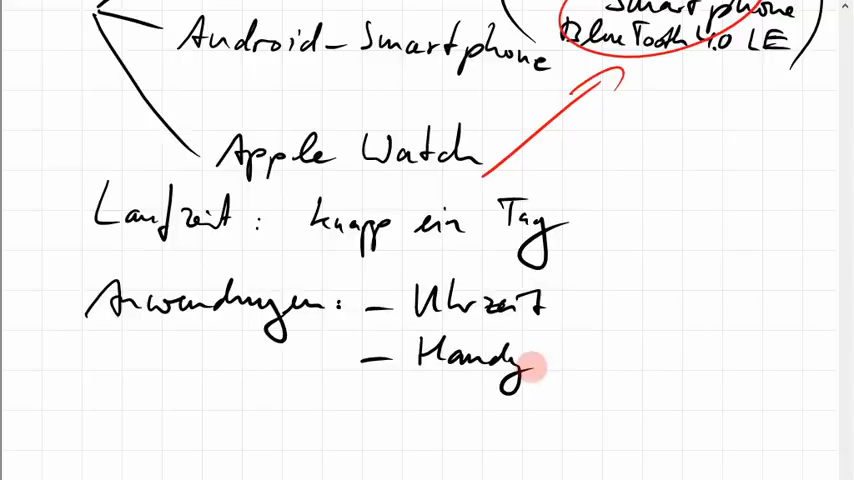 Smartphone
BlueTooth 4.0 LE
Android-Smartphone
Apple Watch
Laufzeit: knapp ein Tag
Anwendungen: - Uhrzeit
- Handy